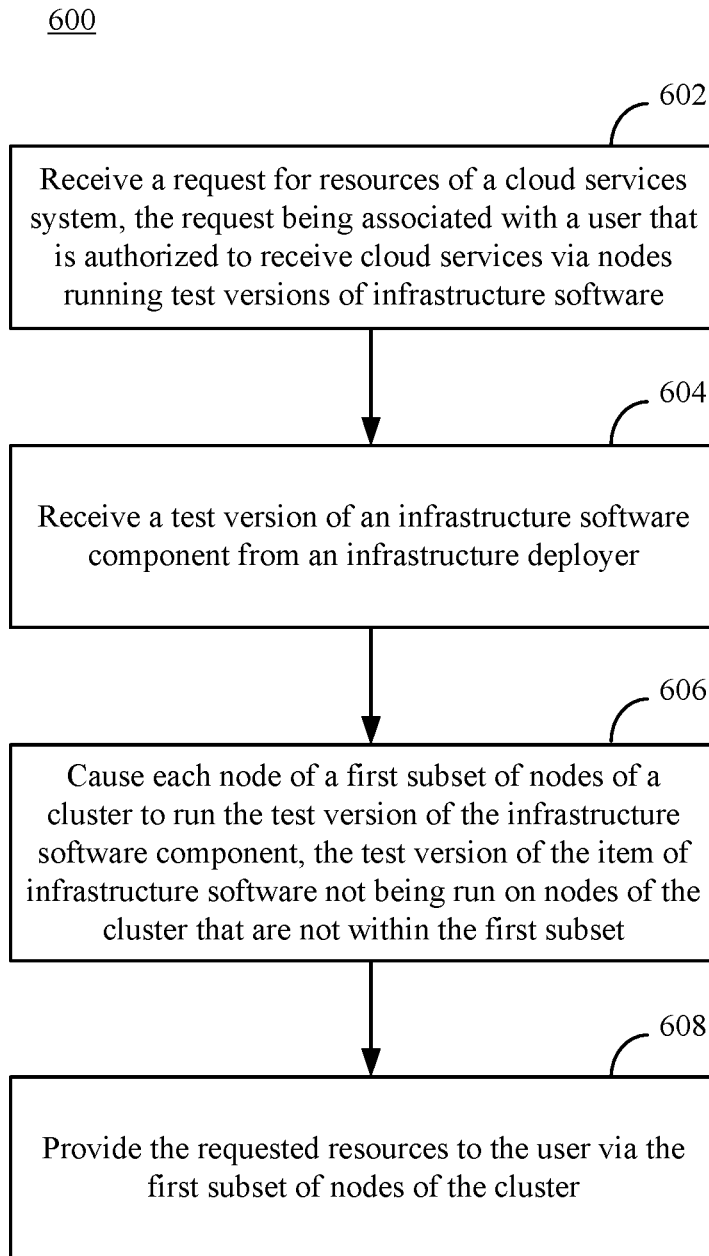 600
602
Receive a request for resources of a cloud services
system, the request being associated with a user that
is authorized to receive cloud services via nodes
running test versions of infrastructure software
604
Receive a test version of an infrastructure software
component from an infrastructure deployer
606
Cause each node of a first subset of nodes of a
cluster to run the test version of the infrastructure
software component, the test version of the item of
infrastructure software not being run on nodes of the
cluster that are not within the first subset
608
Provide the requested resources to the user via the
first subset of nodes of the cluster